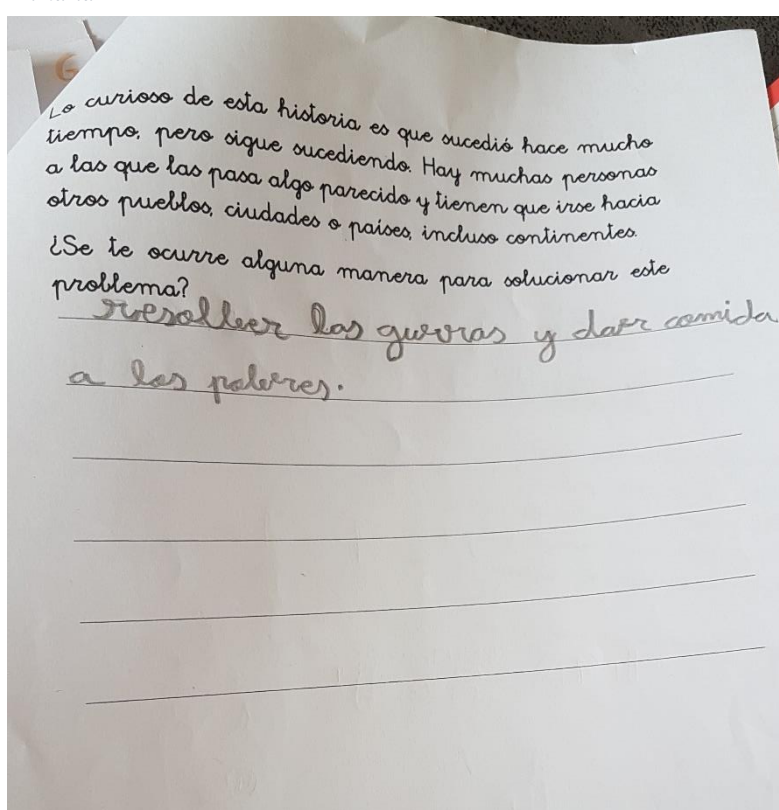 Lo curioso de esta historia es que sucedió hace mucho
tiempo, pero sigue sucediendo. Hay muchas personas
a las que las pasa algo parecido y tienen que irse hacia
otros pueblos, ciudades o países, incluso continentes.
¿Se te ocurre alguna manera para solucionar este
problema?
resolber las guerras y dar comida
a los pobres.